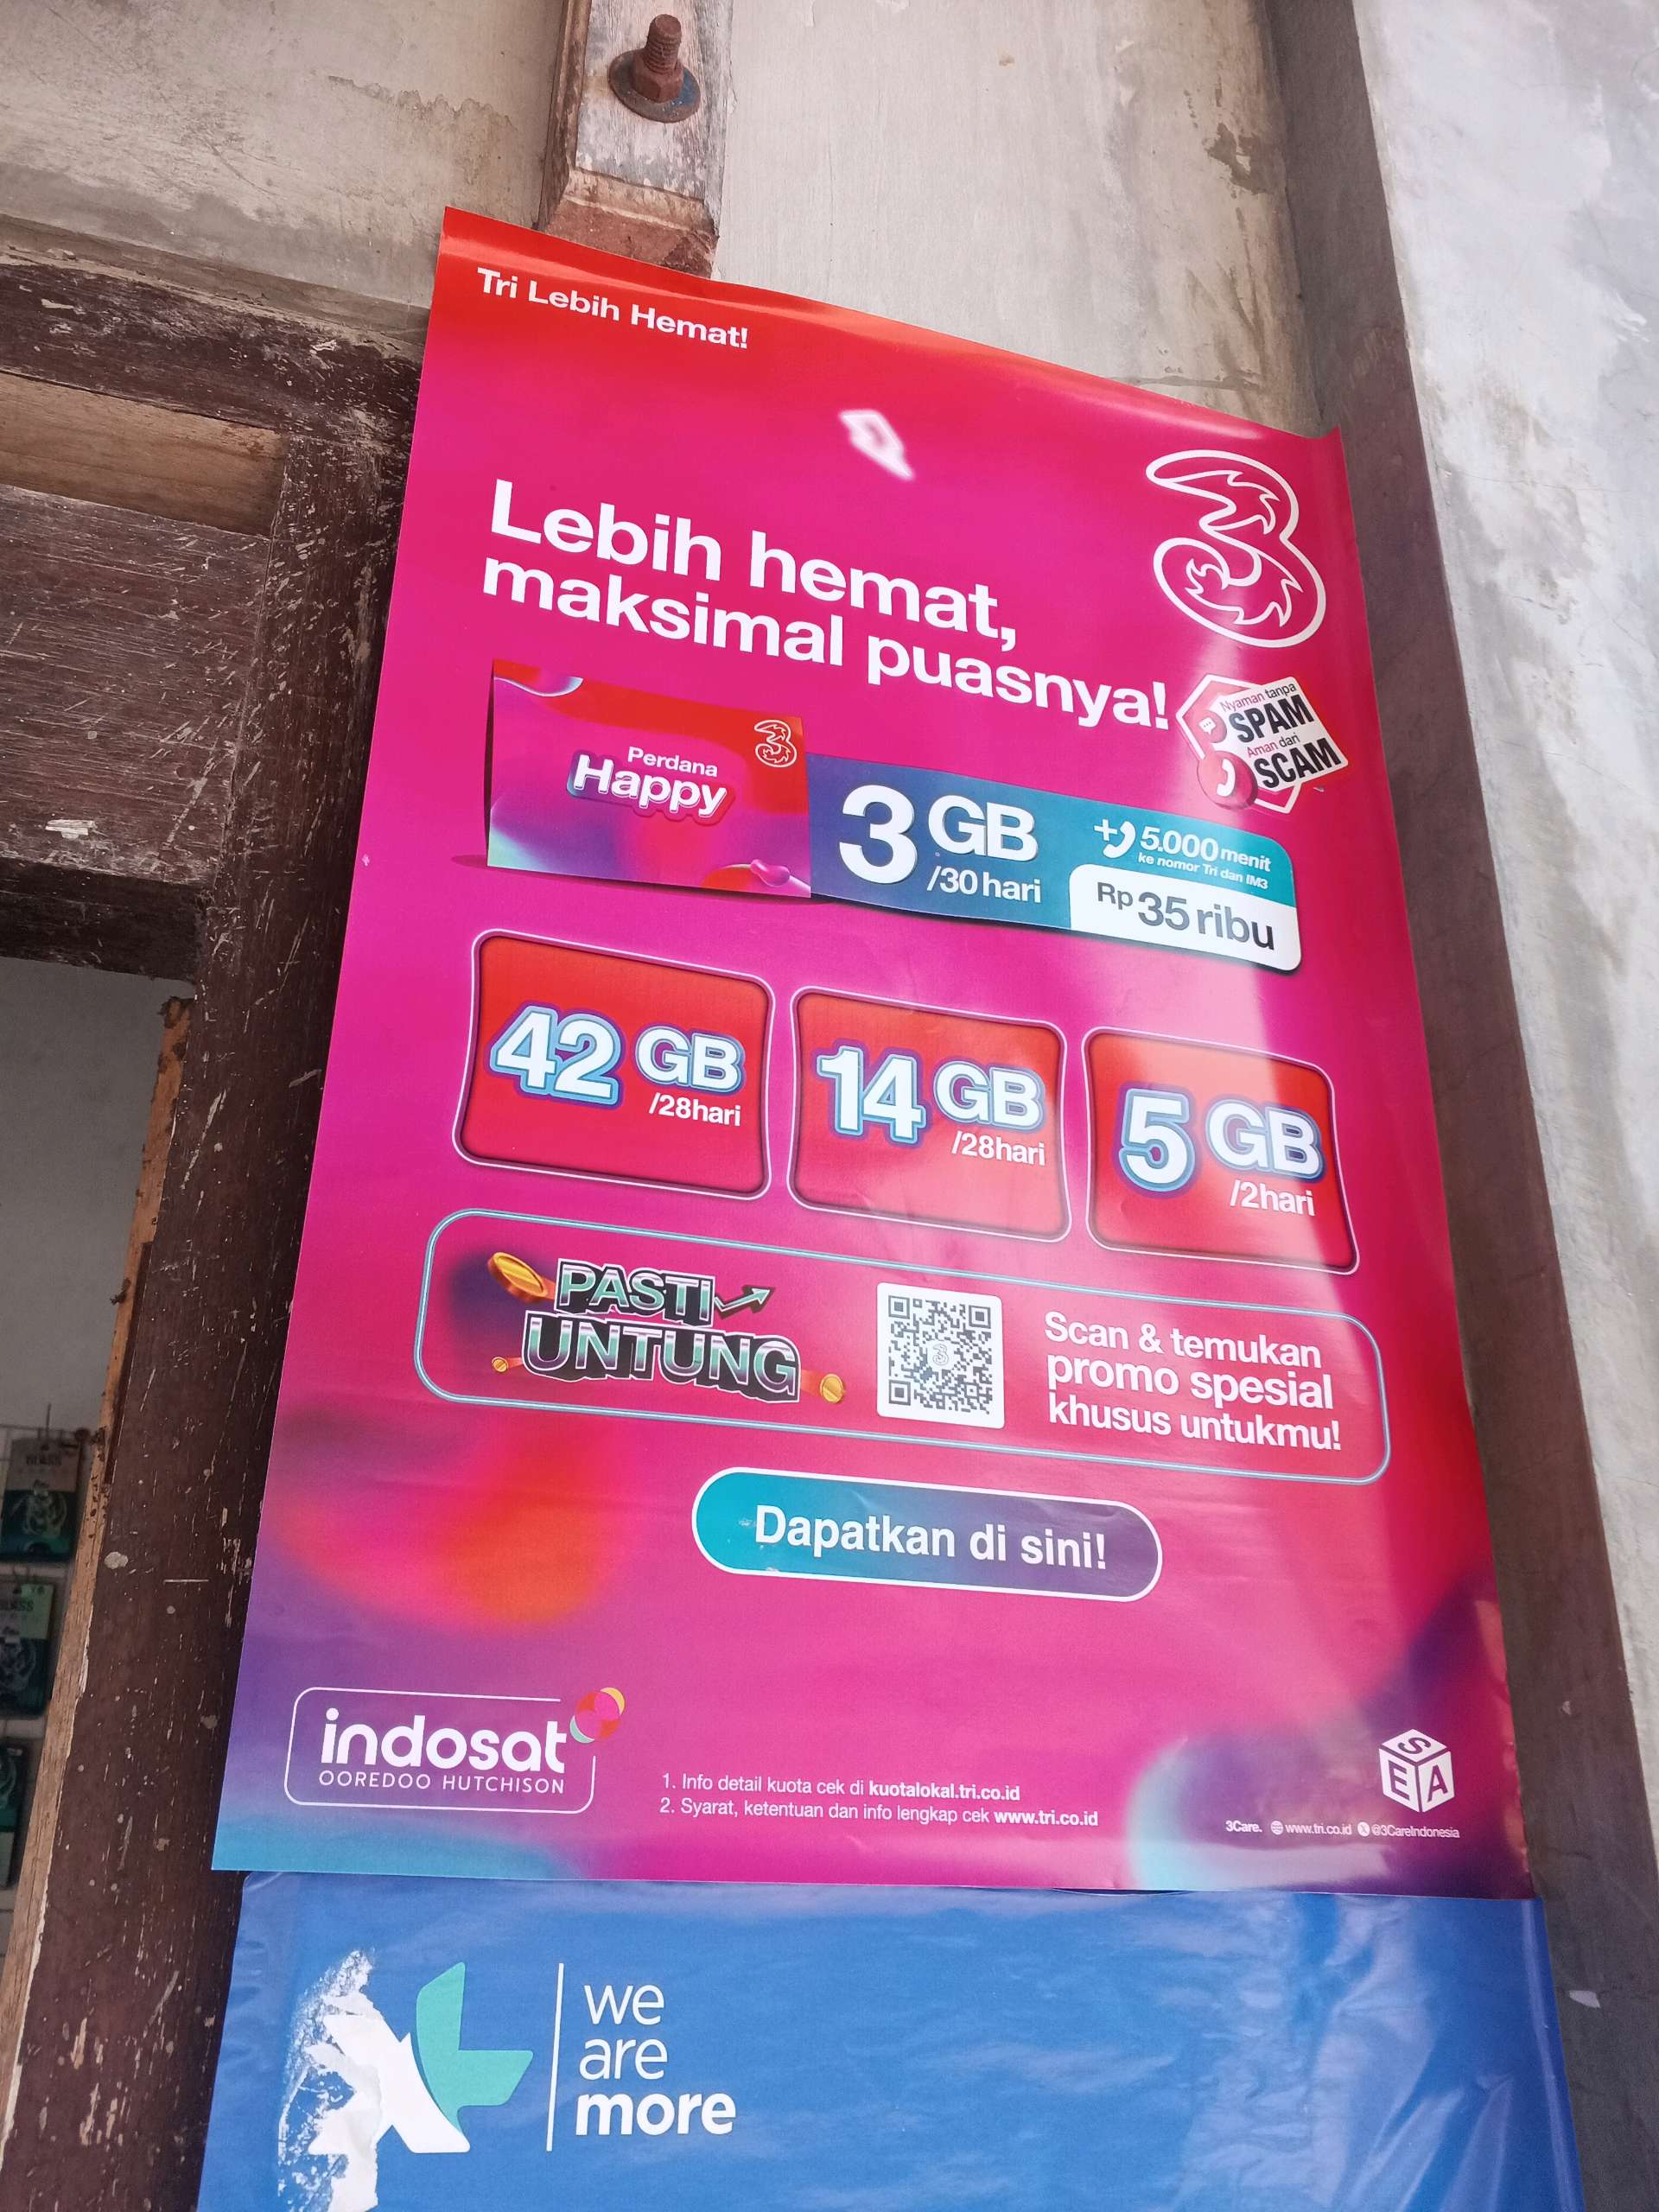 Tri Lebih Hemat!
3
Lebih hemat,
maksimal puasnya!
Nyaman tanpa
SPAM
Aman dari
SCAM
3
Perdana
Happy
3 GB
/30 hari
+ 5.000 menit
ke nomor Tri dan IM3
Rp 35 ribu
42 GB
/28hari
14 GB
/28hari
5 GB
/2hari
PASTI
UNTUNG
Scan & temukan
promo spesial
khusus untukmu!
Dapatkan di sini!
indosat
OOREDOO HUTCHISON
1. Info detail kuota cek di kuotalokal.tri.co.id
2. Syarat, ketentuan dan info lengkap cek www.tri.co.id
SEA
3Care. www.tri.co.id @3CareIndonesia
XL
we
are
more